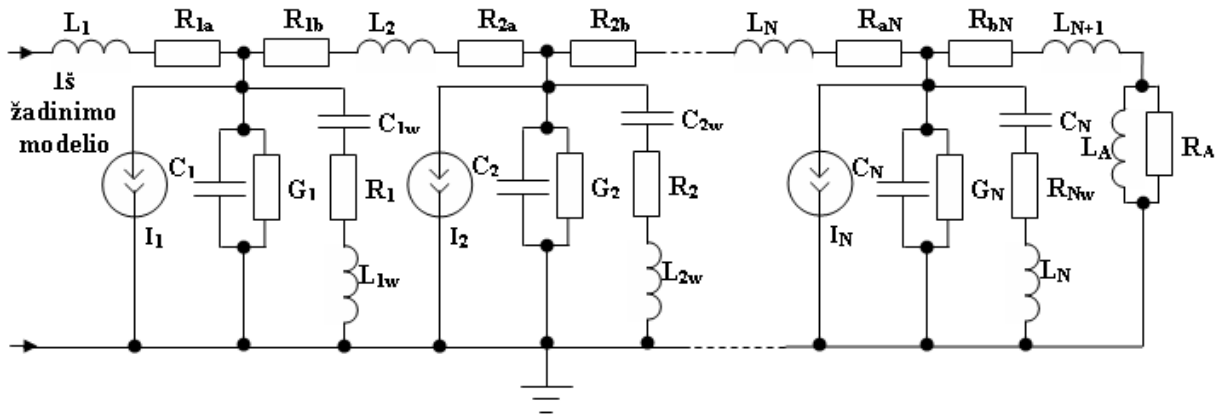 L1 R1a R1b L2 R2a R2b LN RaN RbN LN+1
Iš
žadinimo
modelio
C1w C2w CN
C1 G1 R1 C2 G2 R2 CN GN RNw LA RA
I1 L1w I2 L2w IN LN